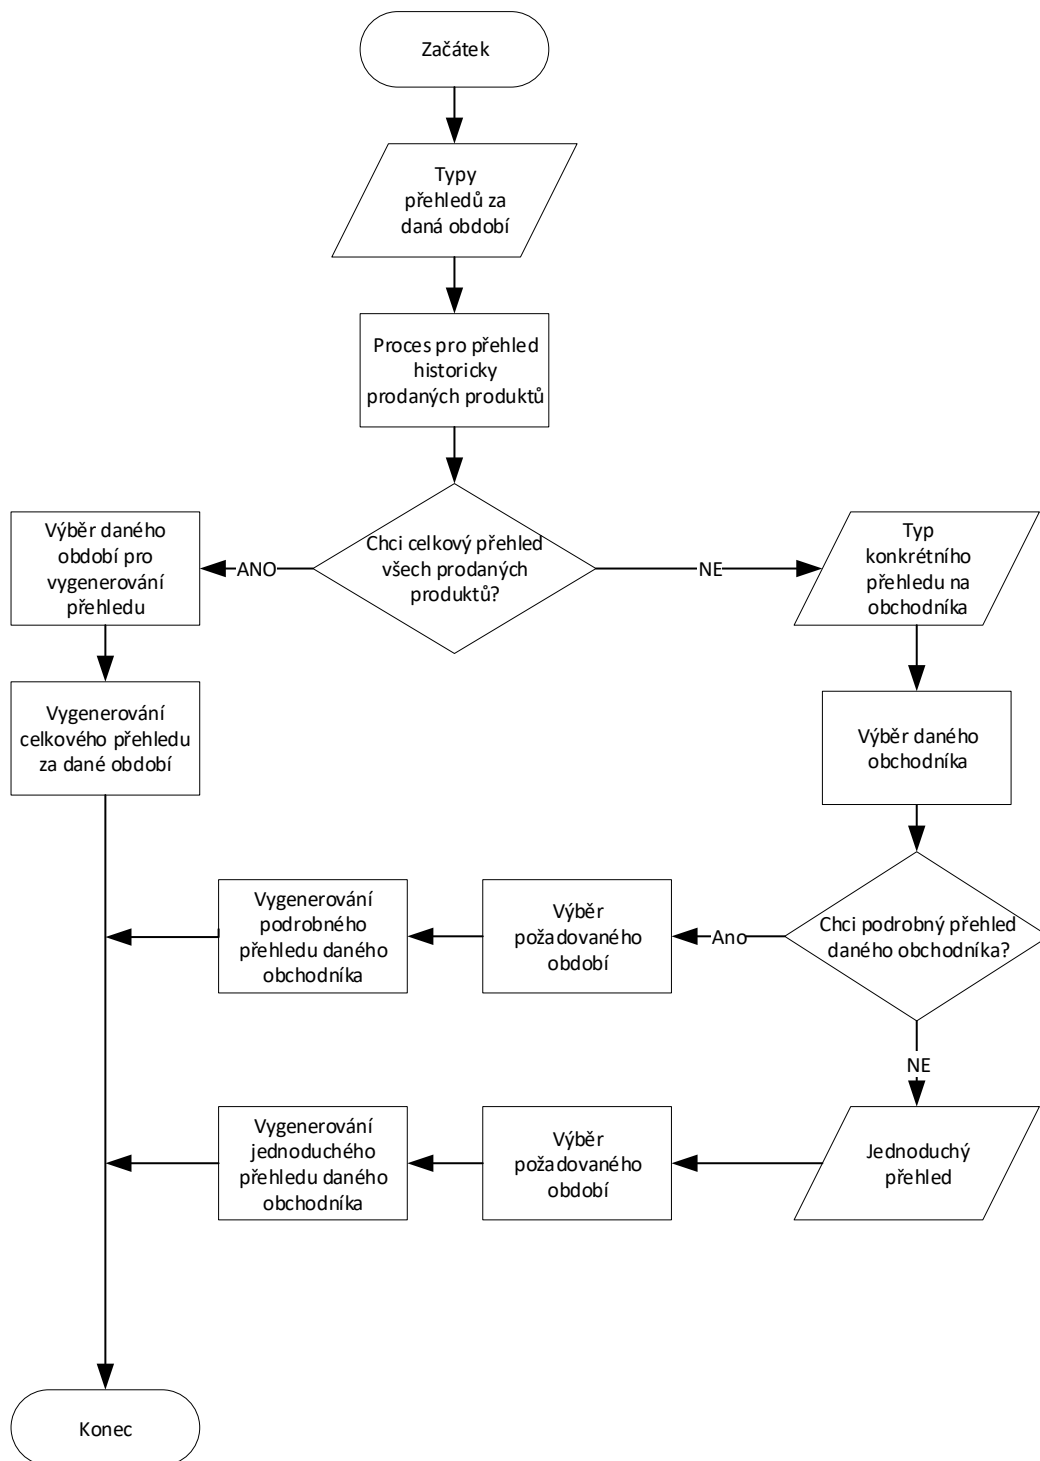 Začátek
Typy
přehledů za
daná období
Proces pro přehled
historicky
prodaných produktů
Chci celkový přehled
všech prodaných
produktů?
ANO
NE
Výběr daného
období pro
vygenerování
přehledu
Typ
konkrétního
přehledu na
obchodníka
Vygenerování
celkového přehledu
za dané období
Výběr daného
obchodníka
Chci podrobný přehled
daného obchodníka?
Ano
Výběr
požadovaného
období
Vygenerování
podrobného
přehledu daného
obchodníka
NE
Jednoduchý
přehled
Výběr
požadovaného
období
Vygenerování
jednoduchého
přehledu daného
obchodníka
Konec